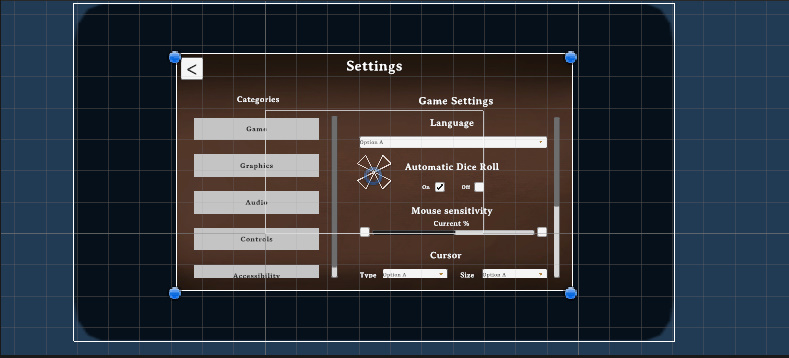 <
Settings
Categories
Game
Graphics
Audio
Controls
Accessibility
Game Settings
Language
Option A
Automatic Dice Roll
On Off
Mouse sensitivity
Current %
Cursor
Type Option A Size Option A